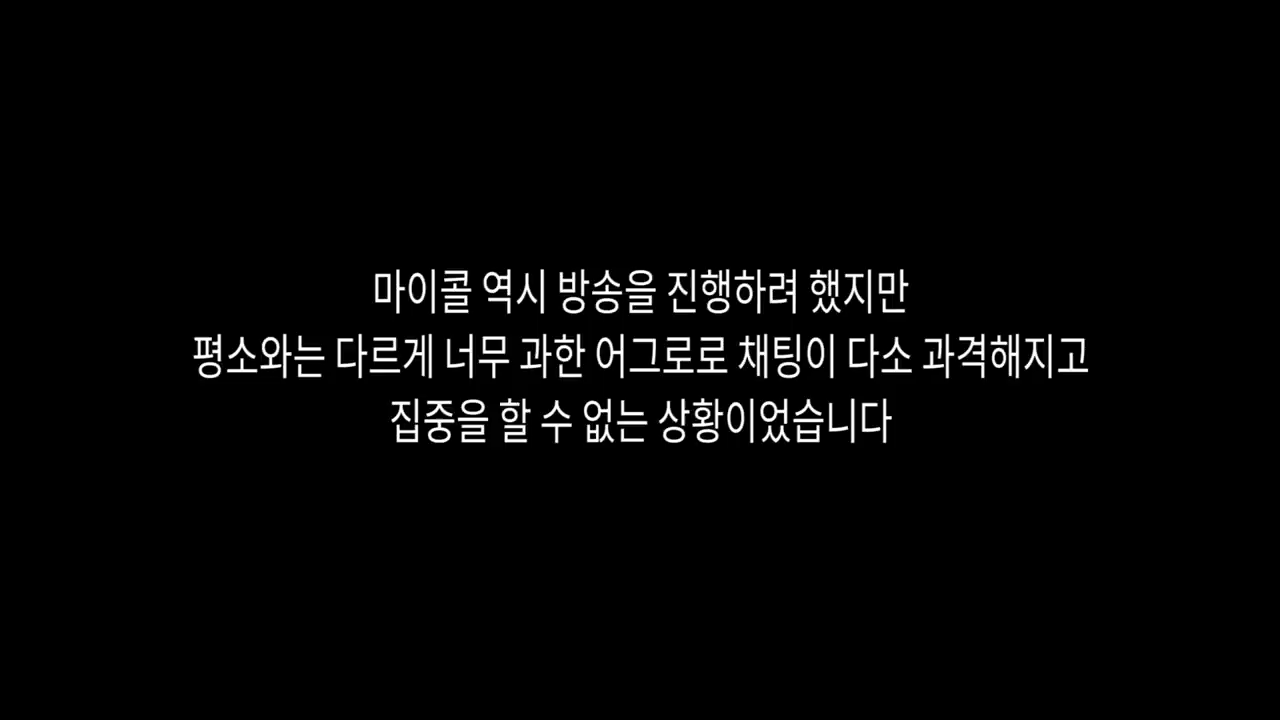 마이콜 역시 방송을 진행하려 했지만
평소와는 다르게 너무 과한 어그로로 채팅이 다소 과격해지고
집중을 할 수 없는 상황이었습니다